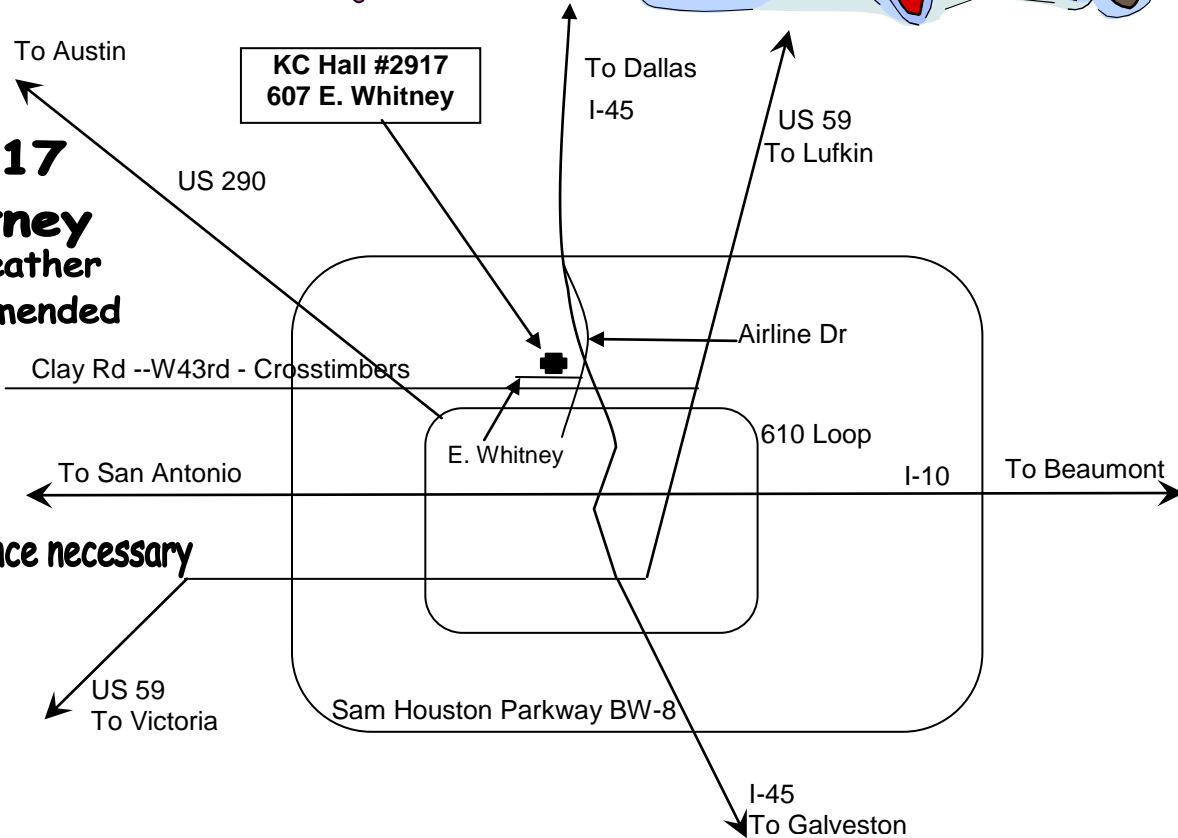 To Austin
KC Hall #2917
607 E. Whitney
To Dallas
I-45
US 59
To Lufkin
17
US 290
ney
eather
mended
Airline Dr
Clay Rd --W43rd - Crosstimbers
610 Loop
E. Whitney
To San Antonio
I-10
To Beaumont
nce necessary
US 59
To Victoria
Sam Houston Parkway BW-8
I-45
To Galveston